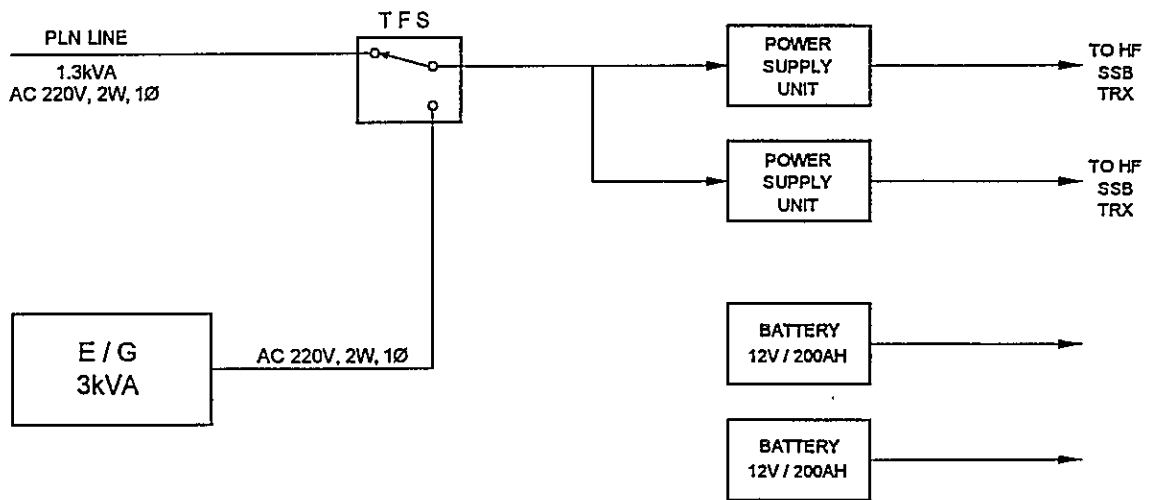 T F S
PLN LINE
1.3kVA
AC 220V, 2W, 1Ø
POWER
SUPPLY
UNIT
TO HF
SSB
TRX
POWER
SUPPLY
UNIT
TO HF
SSB
TRX
E / G
3kVA
AC 220V, 2W, 1Ø
BATTERY
12V / 200AH
BATTERY
12V / 200AH